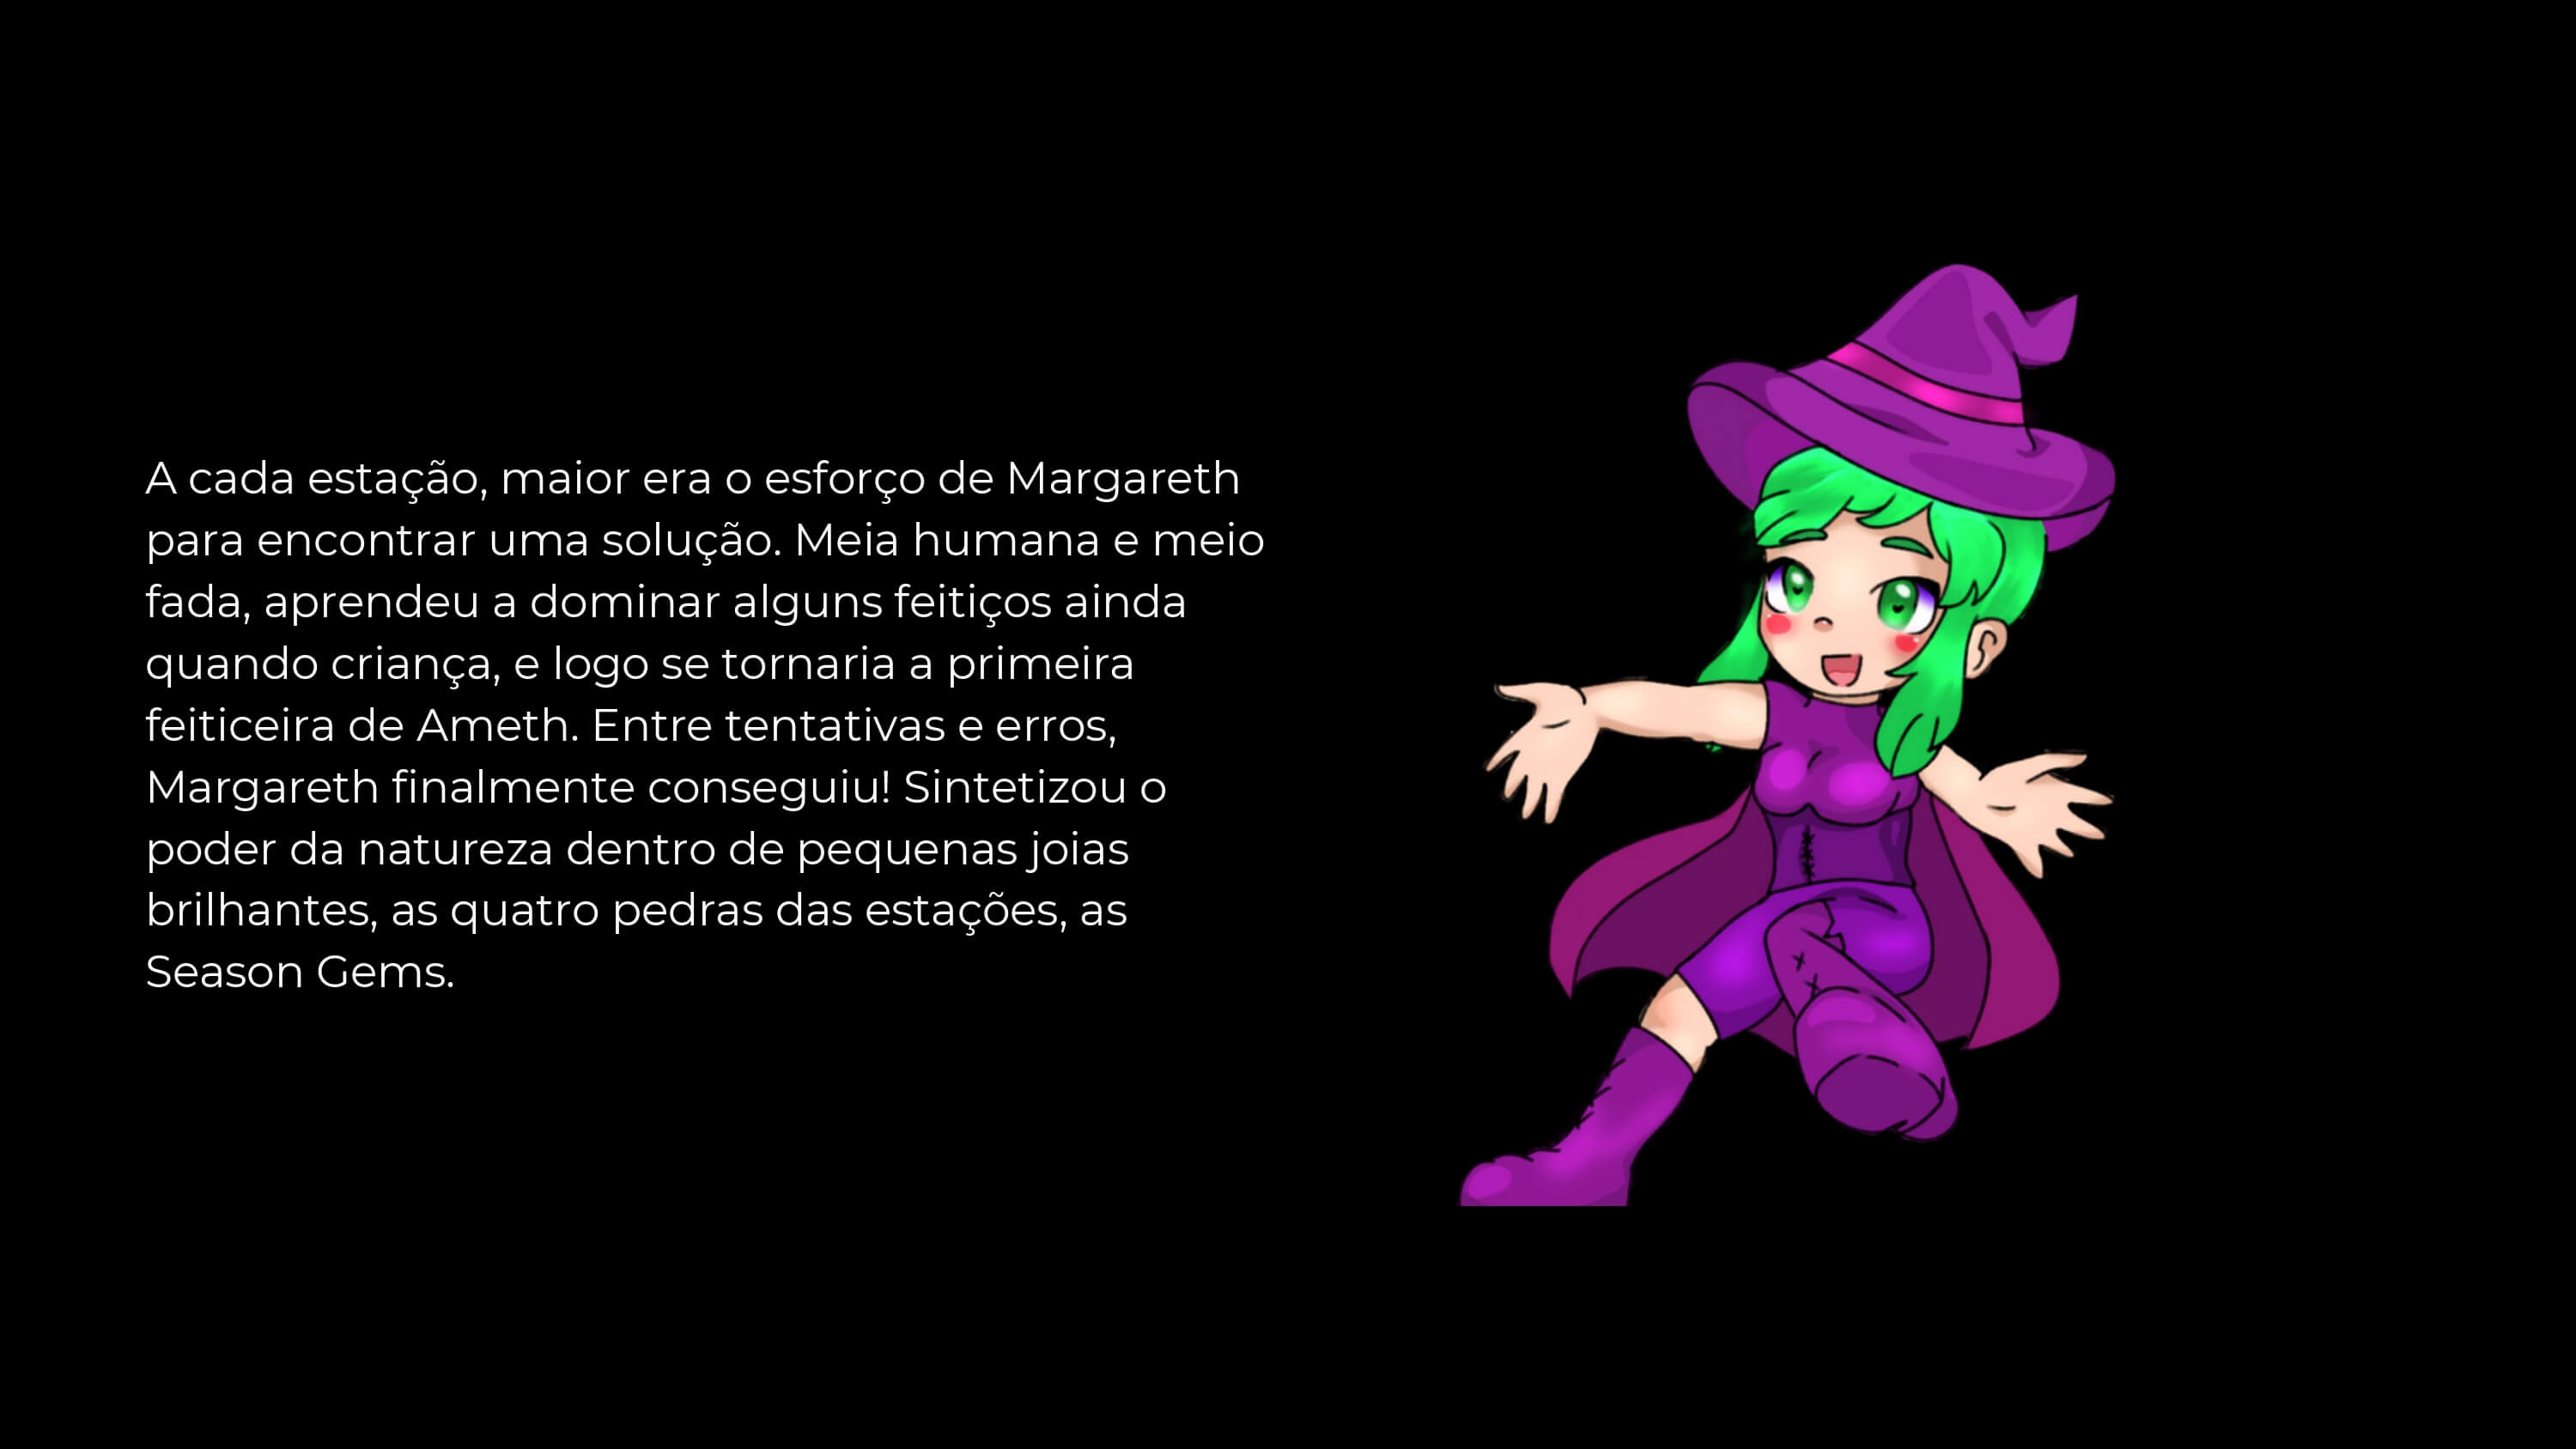 A cada estação, maior era o esforço de Margareth
para encontrar uma solução. Meia humana e meio
fada, aprendeu a dominar alguns feitiços ainda
quando criança, e logo se tornaria a primeira
feiticeira de Ameth. Entre tentativas e erros,
Margareth finalmente conseguiu! Sintetizou o
poder da natureza dentro de pequenas joias
brilhantes, as quatro pedras das estações, as
Season Gems.